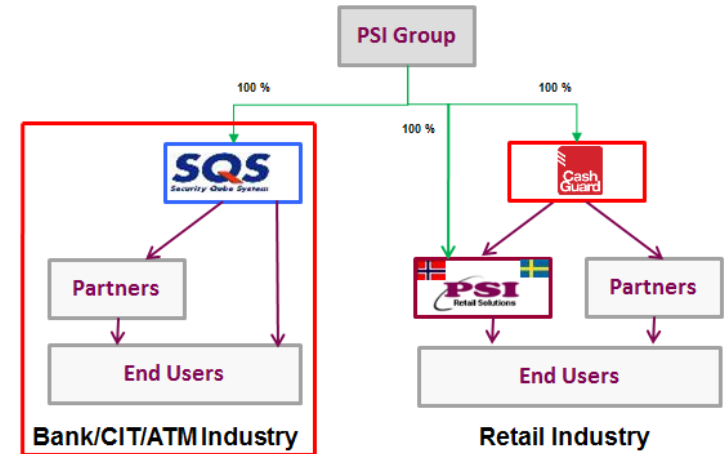 PSI Group
100 %
100 %
100 %
SQS
Security Qube System
Cash
Guard
Partners
PSI
Retail Solutions
Partners
End Users
End Users
Bank/CIT/ATM Industry
Retail Industry